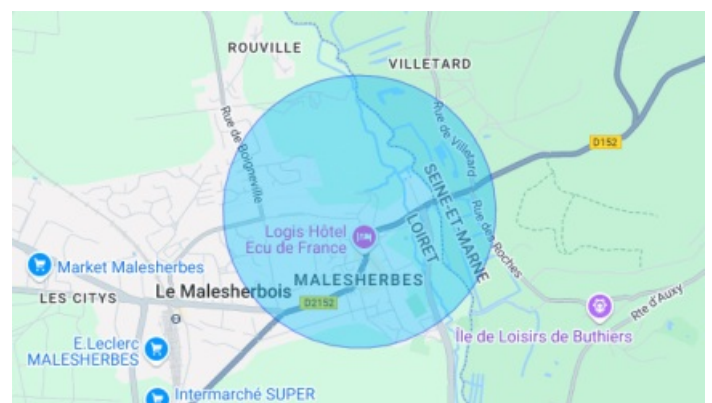 ROUVILLE
VILLETARD
Rue de Boigneville
Rue de Villetard
D152
SEINE-ET-MARNE
LOIRET
Rue des Roches
Logis Hôtel
Ecu de France
Market Malesherbes
MALESHERBES
LES CITYS
Le Malesherbois
D2152
Rte d'Auxy
Île de Loisirs de Buthiers
E.Leclerc
MALESHERBES
Intermarché SUPER